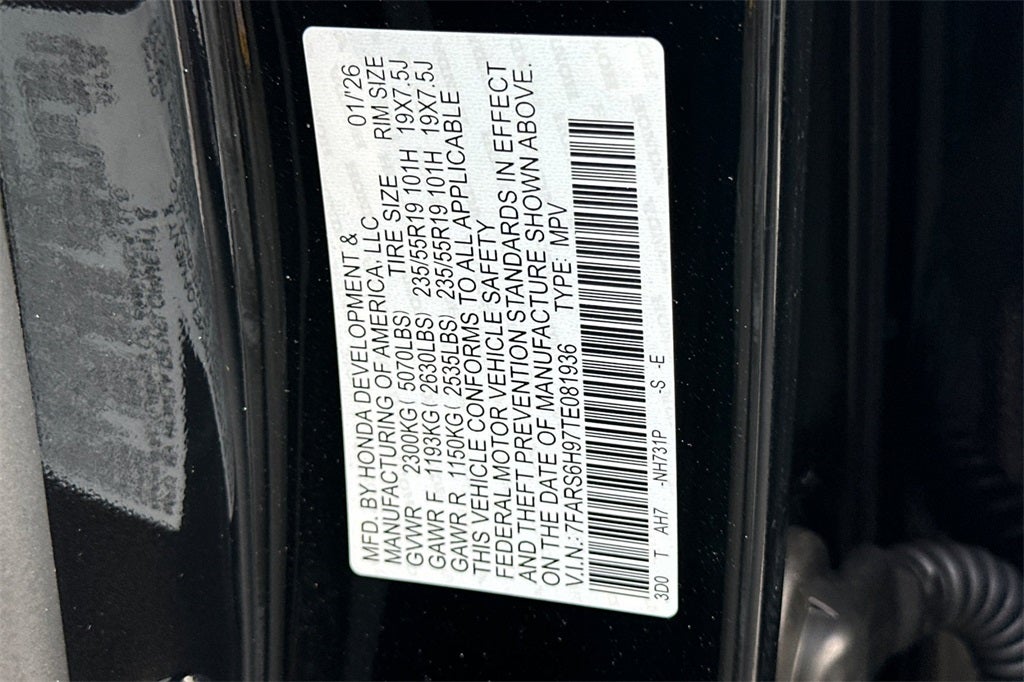 MFD. BY HONDA DEVELOPMENT &
MANUFACTURING OF AMERICA, LLC 01/'26
GVWR 2300KG ( 5070LBS) TIRE SIZE RIM SIZE
GAWR F 1193KG ( 2630LBS) 235/55R19 101H 19X7.5J
GAWR R 1150KG ( 2535LBS) 235/55R19 101H 19X7.5J
THIS VEHICLE CONFORMS TO ALL APPLICABLE
FEDERAL MOTOR VEHICLE SAFETY
AND THEFT PREVENTION STANDARDS IN EFFECT
ON THE DATE OF MANUFACTURE SHOWN ABOVE.
V.I.N.: 7FARS6H97TE081936 TYPE: MPV
3D0 T AH7 -NH731P -S -E